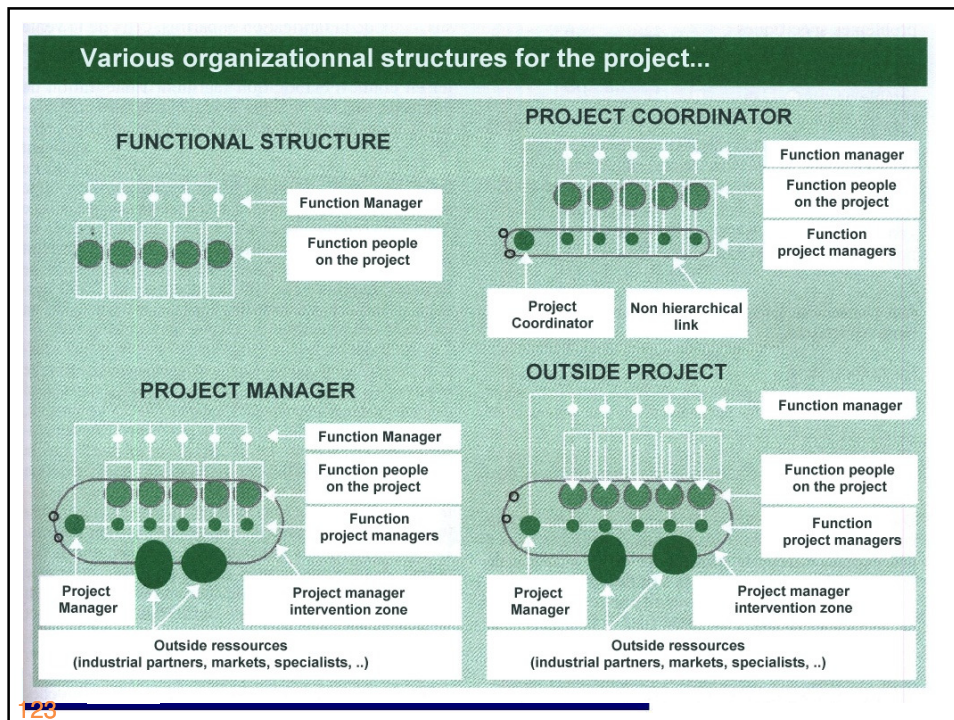 Various organizationnal structures for the project...
FUNCTIONAL STRUCTURE
Function Manager
Function people
on the project
PROJECT COORDINATOR
Function manager
Function people
on the project
Function
project managers
Project
Coordinator
Non hierarchical
link
PROJECT MANAGER
Function Manager
Function people
on the project
Function
project managers
Project
Manager
Project manager
intervention zone
Outside ressources
(industrial partners, markets, specialists, ..)
OUTSIDE PROJECT
Function manager
Function people
on the project
Function
project managers
Project
Manager
Project manager
intervention zone
Outside ressources
(industrial partners, markets, specialists, ..)
123